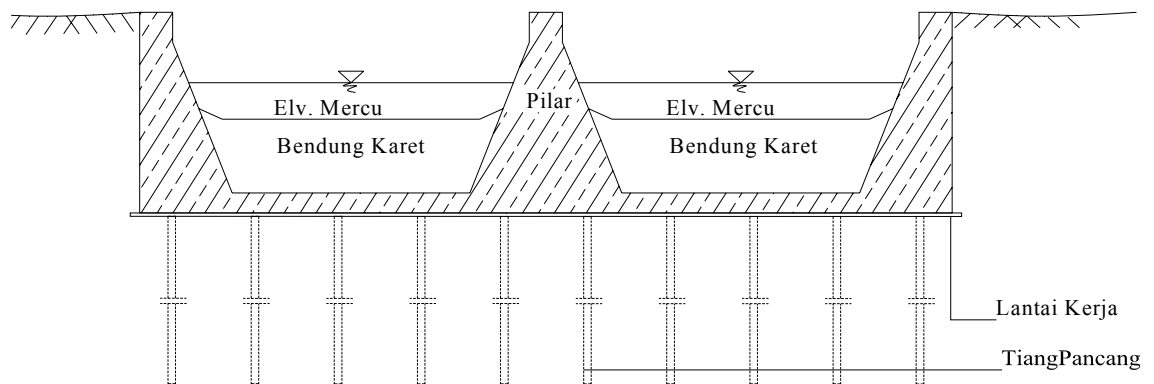 Elv. Mercu
Pilar
Elv. Mercu
Bendung Karet
Bendung Karet
Lantai Kerja
TiangPancang